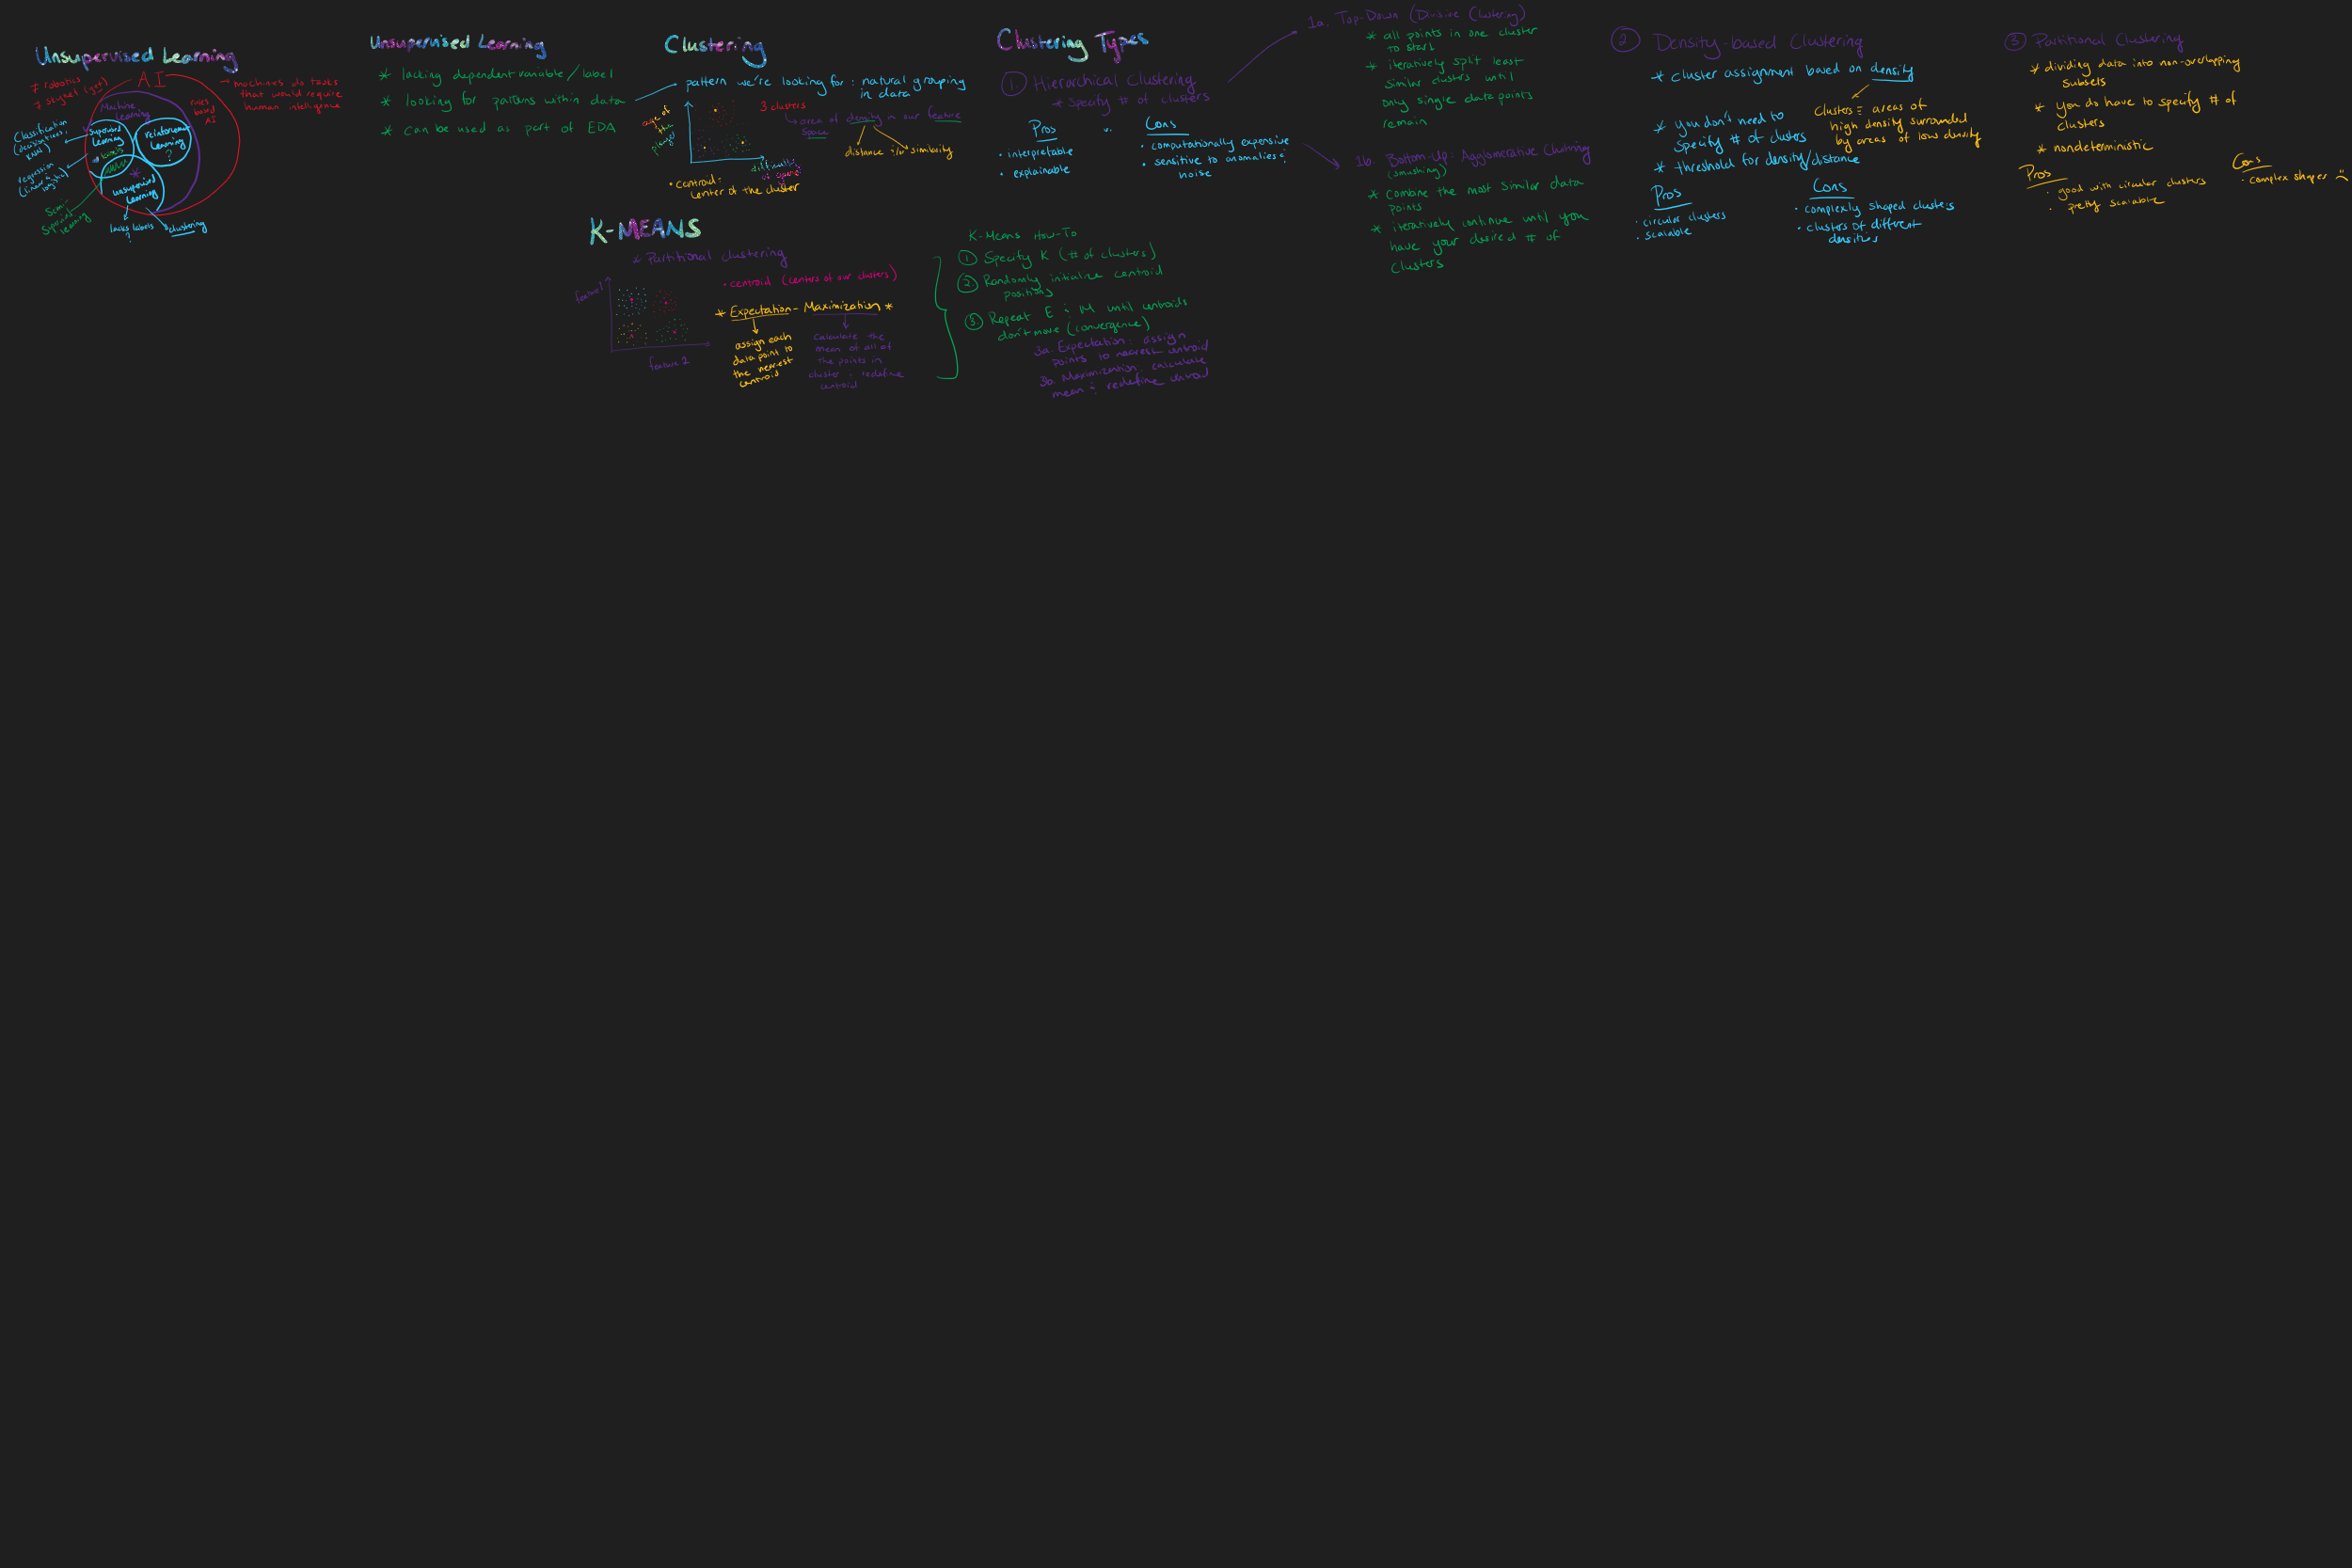 Unsupervised Learning
≠ robotics
≠ skynet (yet)
AI
→ machines do tasks
that would require
human intelligence
rules
based
AI
Machine
Learning
Classification
(decision trees,
KNN)
supervised
Learning
reinforcement
Learning
?
labels
regression
(linear &
logistic)
*
unsupervised
Learning
Semi-
Supervised
learning
lacks labels
?
clustering
Unsupervised Learning
* lacking dependent variable/label
* looking for patterns within data
* can be used as part of EDA
Clustering
pattern we're looking for: natural grouping
in data
age of
the
player
3 clusters
area of density in our feature
space
distance &/or similarity
difficulty
of game
• centroid:
center of the cluster
K-MEANS
* Partitional clustering
feature 1
feature 2
• centroid (centers of our clusters)
* Expectation-Maximization *
assign each
data point to
the nearest
centroid
calculate the
mean of all of
the points in
cluster & redefine
centroid
K-Means How-To
① Specify K (# of clusters)
② Randomly initialize centroid
positions
③ Repeat E & M until centroids
don't move (convergence)
3a. Expectation: assign
points to nearest centroid
3b. Maximization: calculate
mean & redefine centroid
Clustering Types
① Hierarchical Clustering
* Specify # of clusters
Pros
vs.
Cons
• interpretable
• explainable
• computationally expensive
• sensitive to anomalies &
noise
1a. Top-Down (Divisive Clustering)
* all points in one cluster
to start
* iteratively split least
similar clusters until
only single data points
remain
1b. Bottom-Up: Agglomerative Clustering
(smushing)
* combine the most similar data
points
* iteratively continue until you
have your desired # of
clusters
② Density-based Clustering
* cluster assignment based on density
Clusters = areas of
high density surrounded
by areas of low density
* you don't need to
specify # of clusters
* threshold for density/distance
Pros
• circular clusters
• scalable
Cons
• complexly shaped clusters
• clusters of different
densities
③ Partitional Clustering
* dividing data into non-overlapping
subsets
* you do have to specify # of
clusters
* nondeterministic
Pros
• good with circular clusters
• pretty scalable
Cons
• complex shapes :(